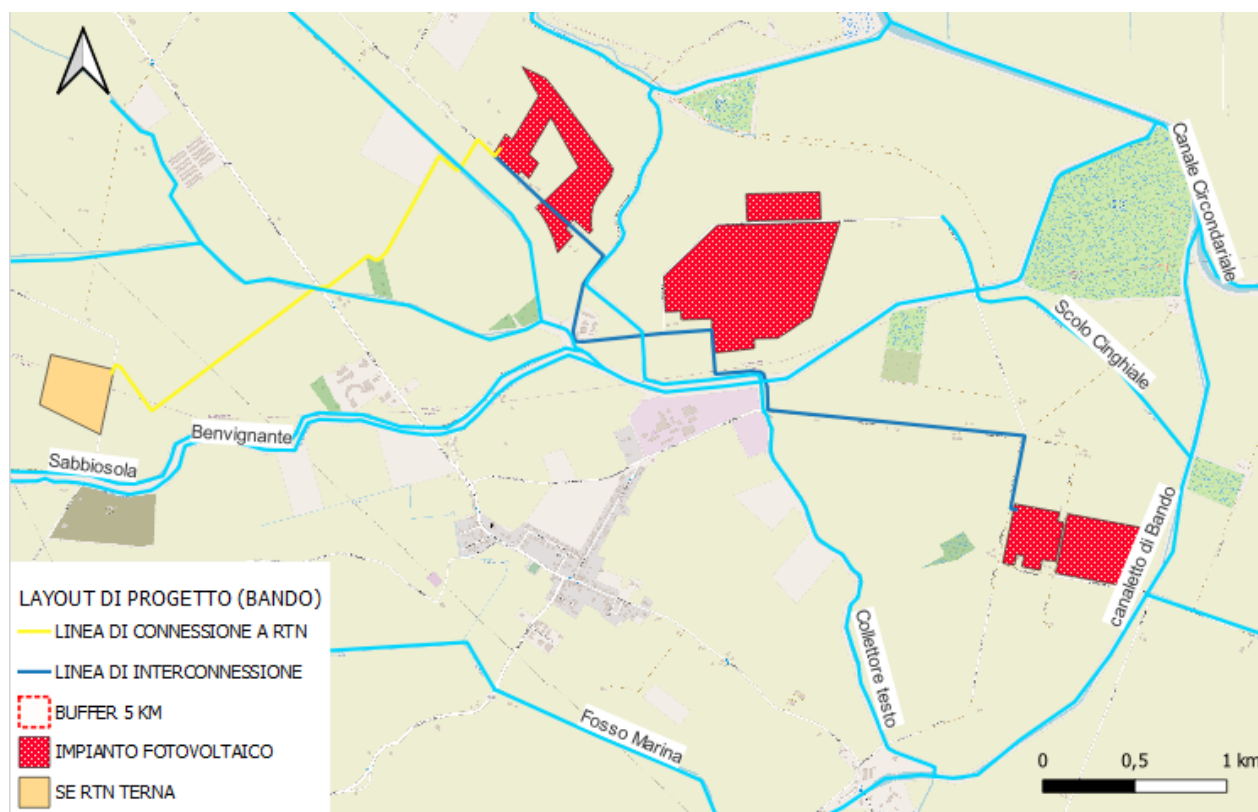 Canale Circondariale
Scolo Cinghiale
Benvignante
Sabbiosola
canaletto di Bando
Collettore testo
Fosso Marina
LAYOUT DI PROGETTO (BANDO)
LINEA DI CONNESSIONE A RTN
LINEA DI INTERCONNESSIONE
BUFFER 5 KM
IMPIANTO FOTOVOLTAICO
SE RTN TERNA
0 0,5 1 km